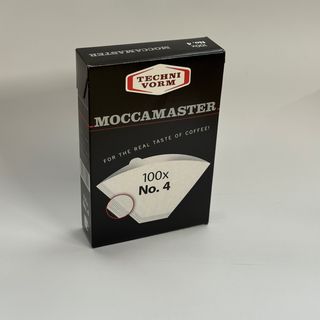 100x
No. 4
TECHNI
VORM
MOCCAMASTER
FOR THE REAL TASTE OF COFFEE!
100x
No. 4